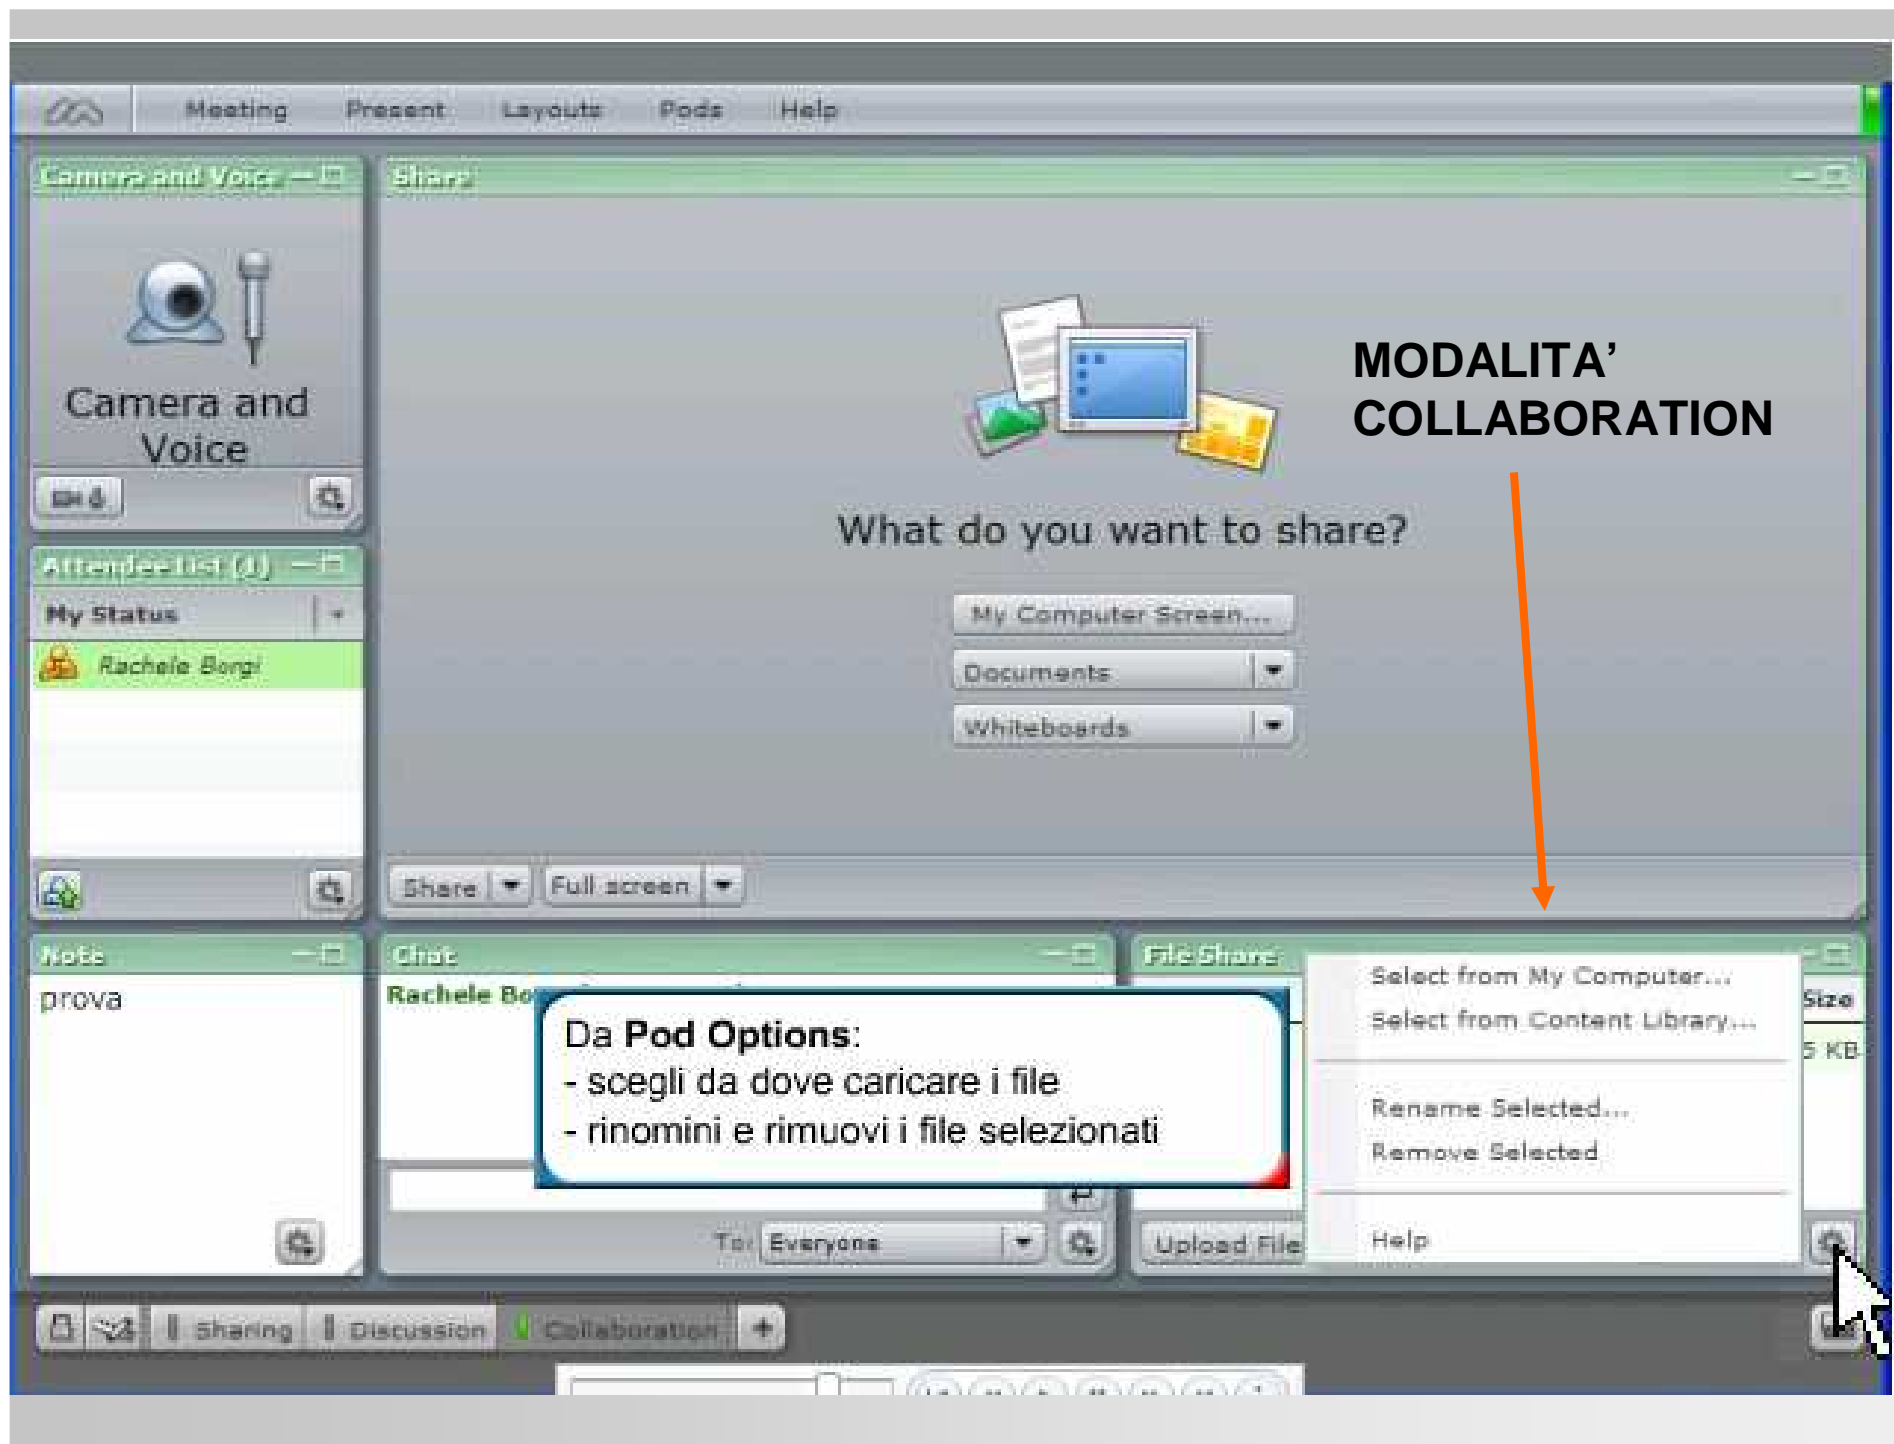 Meeting Present Layouts Pods Help
Camera and Voice
Share
Camera and
Voice
MODALITA'
COLLABORATION
What do you want to share?
My Computer Screen...
Documents
Whiteboards
Attendee List (1)
My Status
Rachele Borgi
Share Full screen
Note
prova
Chat
Rachele Bo
Da Pod Options:
- scegli da dove caricare i file
- rinomini e rimuovi i file selezionati
To: Everyone
File Share
Size
5 KB
Select from My Computer...
Select from Content Library...
Rename Selected...
Remove Selected
Help
Upload File
Sharing Discussion Collaboration +